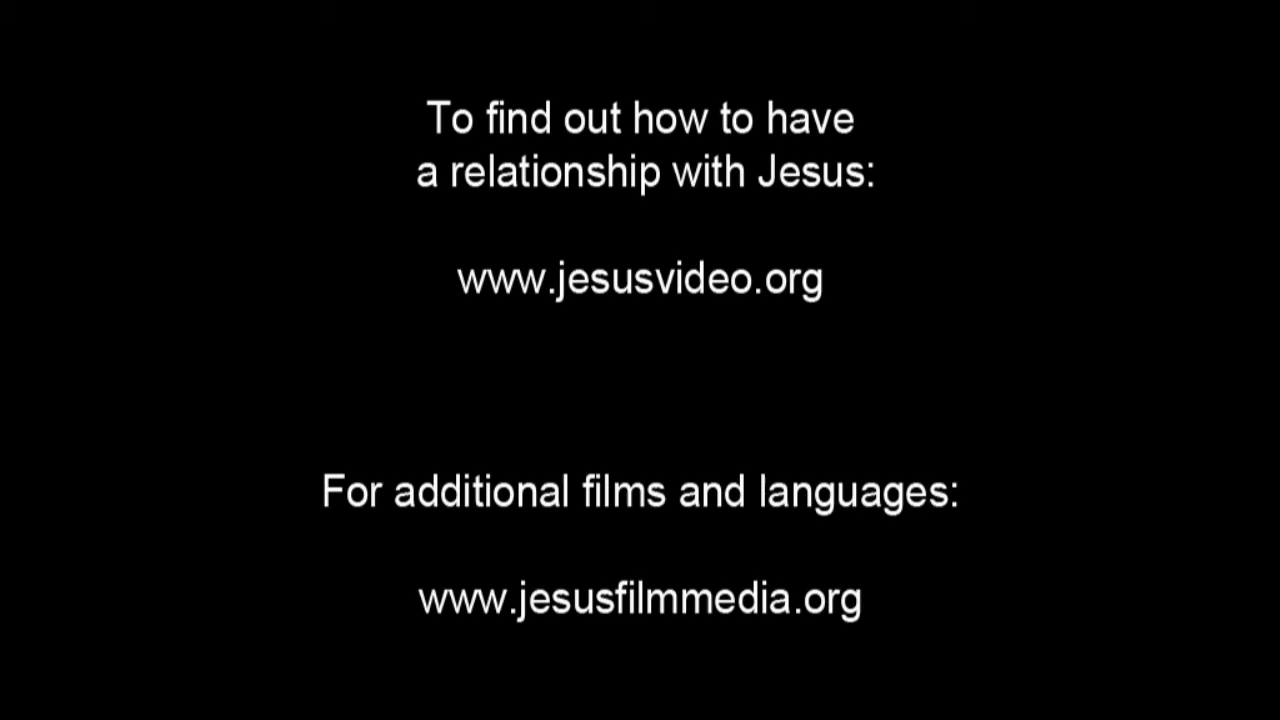 To find out how to have
a relationship with Jesus:
www.jesusvideo.org
For additional films and languages:
www.jesusfilmmedia.org